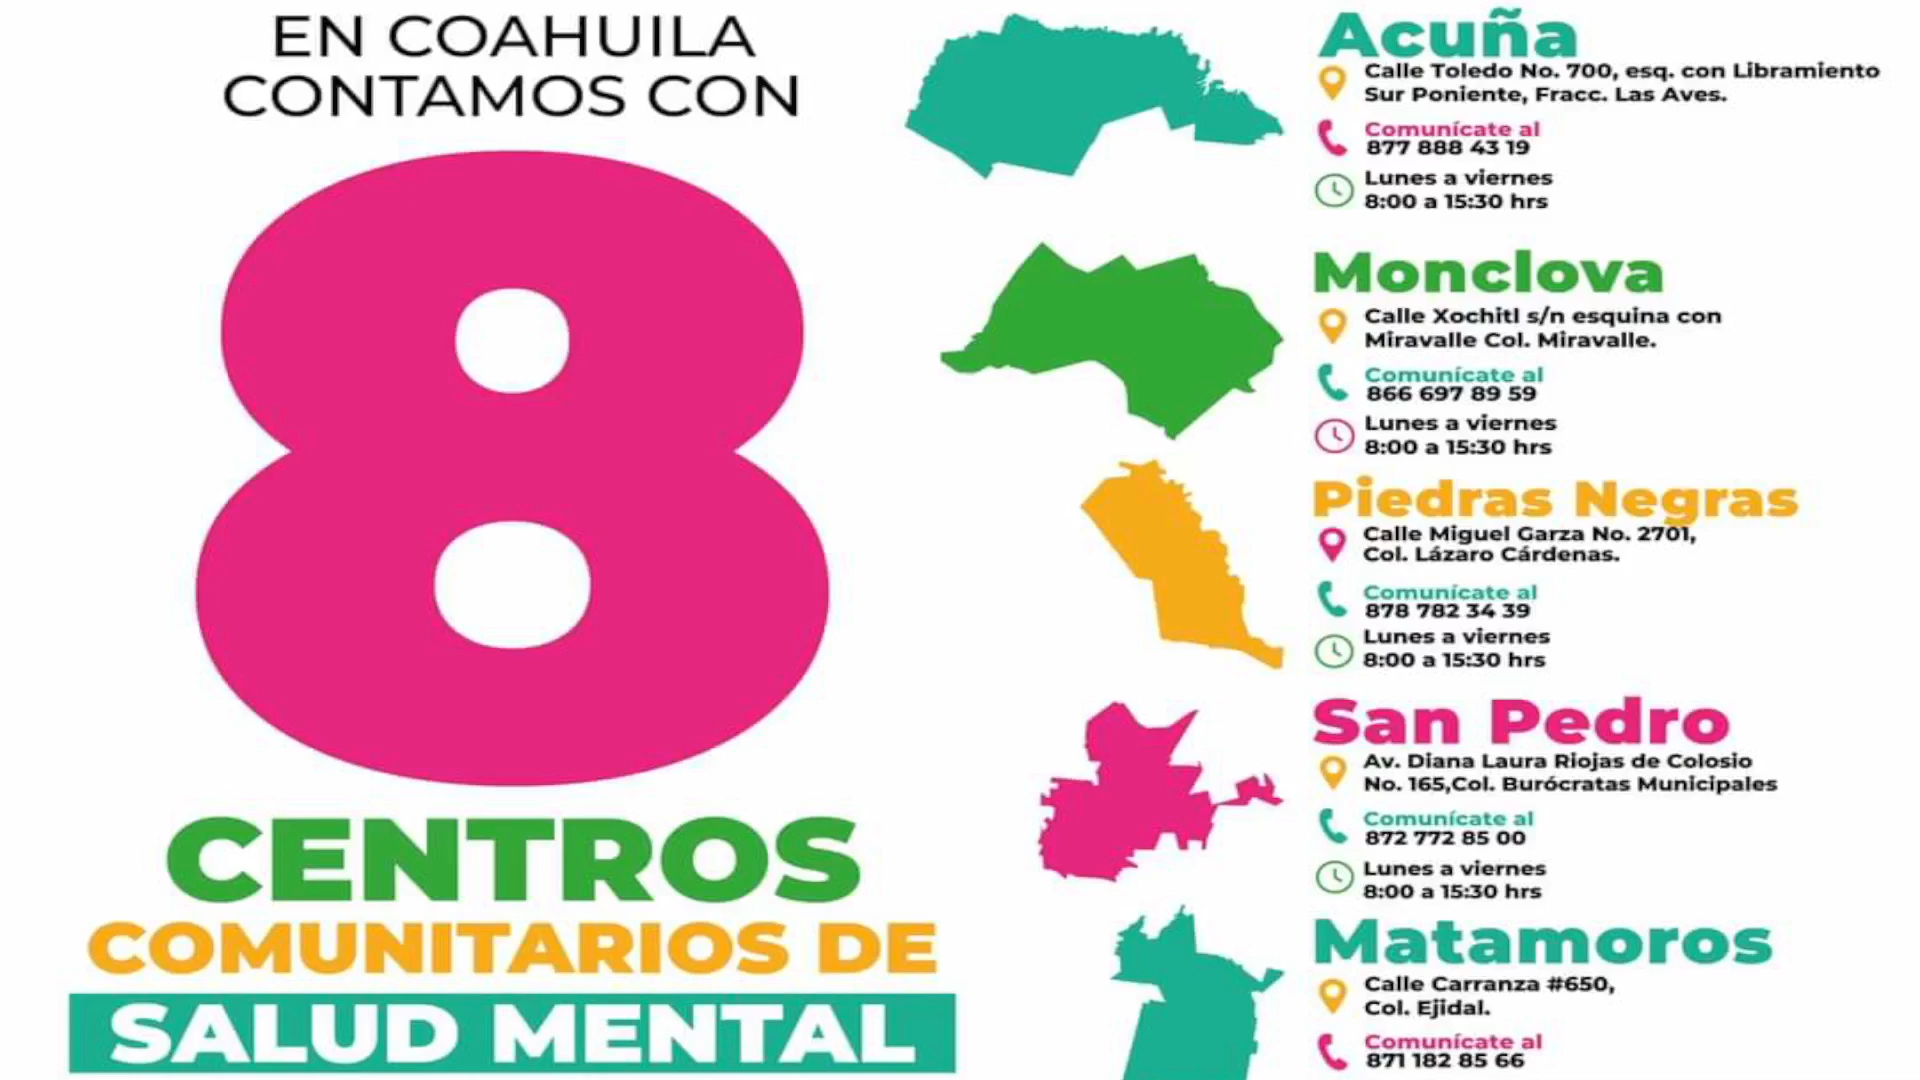 EN COAHUILA
CONTAMOS CON
8
CENTROS
COMUNITARIOS DE
SALUD MENTAL
Acuña
Calle Toledo No. 700, esq. con Libramiento
Sur Poniente, Fracc. Las Aves.
Comunícate al
877 888 43 19
Lunes a viernes
8:00 a 15:30 hrs
Monclova
Calle Xochitl s/n esquina con
Miravalle Col. Miravalle.
Comunícate al
866 697 89 59
Lunes a viernes
8:00 a 15:30 hrs
Piedras Negras
Calle Miguel Garza No. 2701,
Col. Lázaro Cárdenas.
Comunícate al
878 782 34 39
Lunes a viernes
8:00 a 15:30 hrs
San Pedro
Av. Diana Laura Riojas de Colosio
No. 165,Col. Burócratas Municipales
Comunícate al
872 772 85 00
Lunes a viernes
8:00 a 15:30 hrs
Matamoros
Calle Carranza #650,
Col. Ejidal.
Comunícate al
871 182 85 66